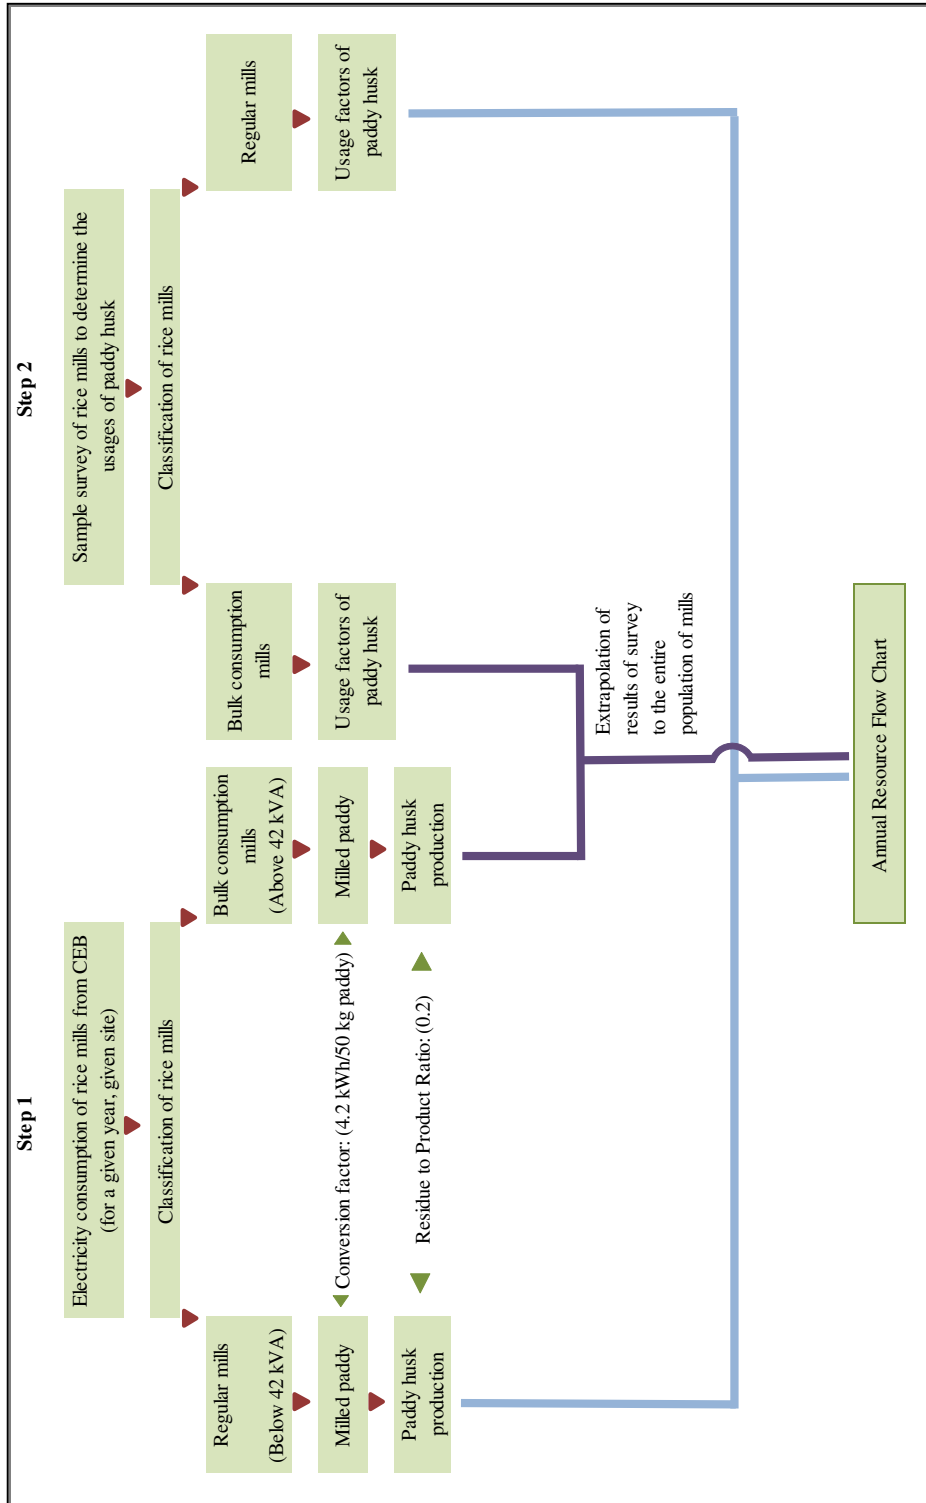 Step 1
Electricity consumption of rice mills from CEB
(for a given year, given site)
Classification of rice mills
Regular mills
(Below 42 kVA)
Milled paddy
Paddy husk
production
Conversion factor: (4.2 kWh/50 kg paddy)
Residue to Product Ratio: (0.2)
Bulk consumption
mills
(Above 42 kVA)
Milled paddy
Paddy husk
production
Step 2
Sample survey of rice mills to determine the
usages of paddy husk
Classification of rice mills
Bulk consumption
mills
Usage factors of
paddy husk
Regular mills
Usage factors of
paddy husk
Extrapolation of
results of survey
to the entire
population of mills
Annual Resource Flow Chart